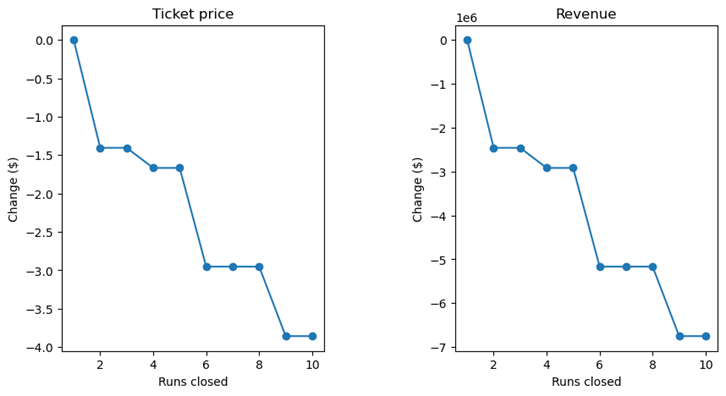 Ticket price
0.0
−0.5
−1.0
−1.5
−2.0
−2.5
−3.0
−3.5
−4.0
Change ($)
2 4 6 8 10
Runs closed
Revenue
1e6
0
−1
−2
−3
−4
−5
−6
−7
Change ($)
2 4 6 8 10
Runs closed